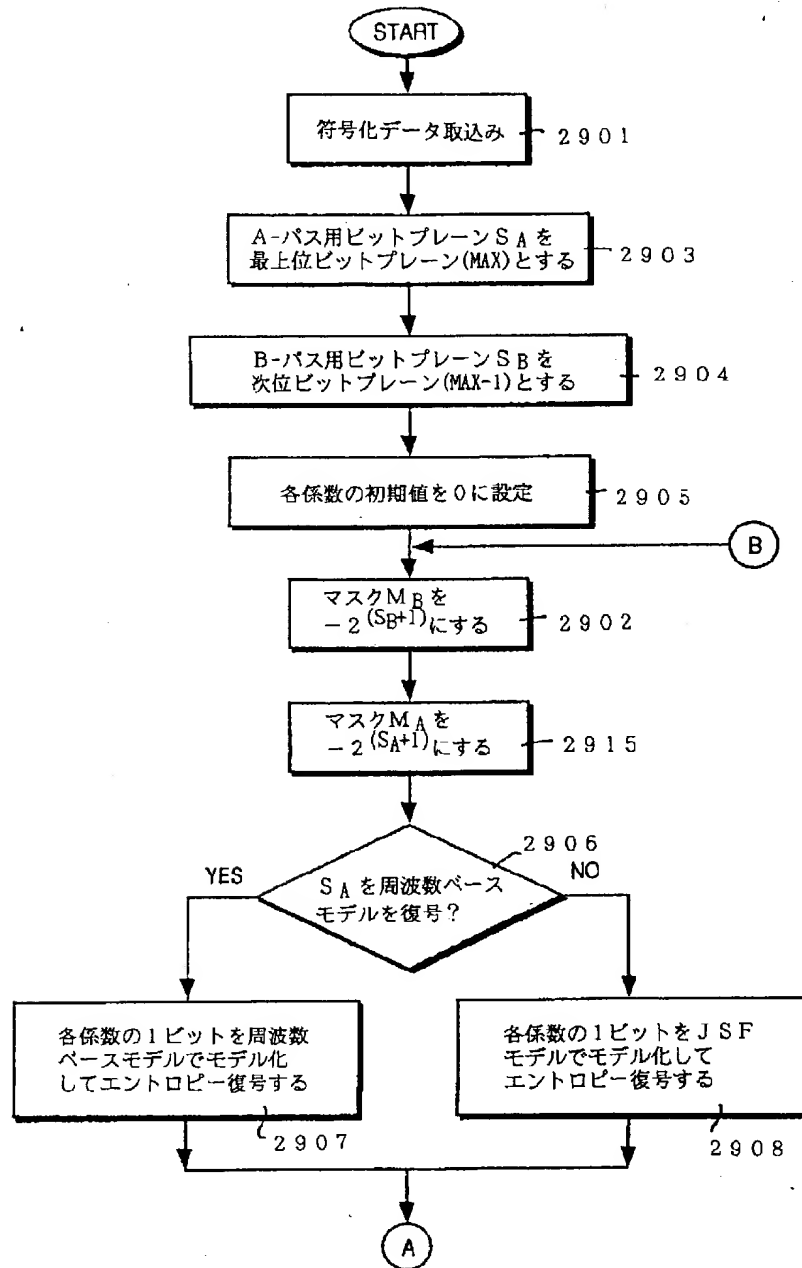 START
符号化データ取込み
2901
A-パス用ビットプレーンSAを
最上位ビットプレーン(MAX)とする
2903
B-パス用ビットプレーンSBを
次位ビットプレーン(MAX-1)とする
2904
各係数の初期値を0に設定
2905
B
マスクMBを
-2(SB+1)にする
2902
マスクMAを
-2(SA+1)にする
2915
2906
YES
NO
SAを周波数ベース
モデルを復号?
各係数の1ビットを周波数
ベースモデルでモデル化
してエントロピー復号する
2907
各係数の1ビットをJSF
モデルでモデル化して
エントロピー復号する
2908
A